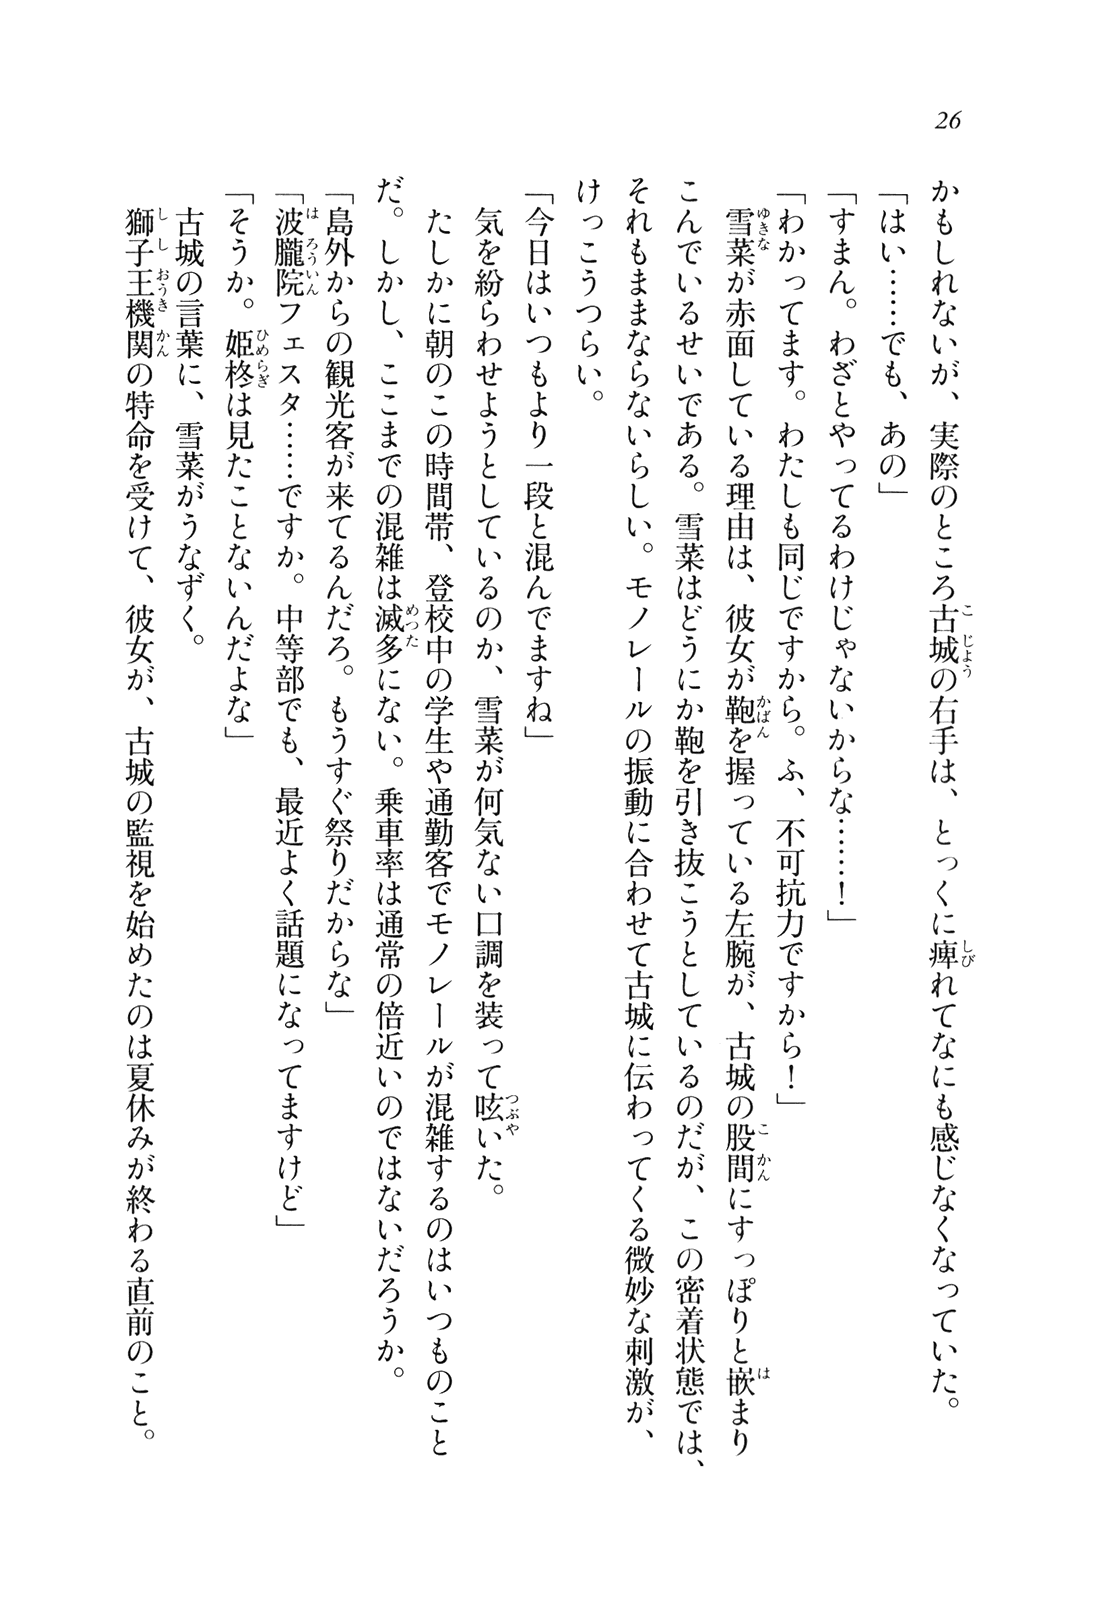 26
かもしれないが、実際のところ古城の右手は、とっくに痺れてなにも感じなくなっていた。
「はい……でも、あの」
「すまん。わざとやってるわけじゃないからな……！」
「わかってます。わたしも同じですから。ふ、不可抗力ですから！」
雪菜が赤面している理由は、彼女が鞄を握っている左腕が、古城の股間にすっぽりと嵌まり
こんでいるせいである。雪菜はどうにか鞄を引き抜こうとしているのだが、この密着状態では、
それもままならないらしい。モノレールの振動に合わせて古城に伝わってくる微妙な刺激が、
けっこうつらい。
「今日はいつもより一段と混んでますね」
気を紛らわせようとしているのか、雪菜が何気ない口調を装って呟いた。
たしかに朝のこの時間帯、登校中の学生や通勤客でモノレールが混雑するのはいつものこと
だ。しかし、ここまでの混雑は滅多にない。乗車率は通常の倍近いのではないだろうか。
「島外からの観光客が来てるんだろ。もうすぐ祭りだからな」
「波朧院フェスタ……ですか。中等部でも、最近よく話題になってますけど」
「そうか。姫柊は見たことないんだよな」
古城の言葉に、雪菜がうなずく。
獅子王機関の特命を受けて、彼女が、古城の監視を始めたのは夏休みが終わる直前のこと。